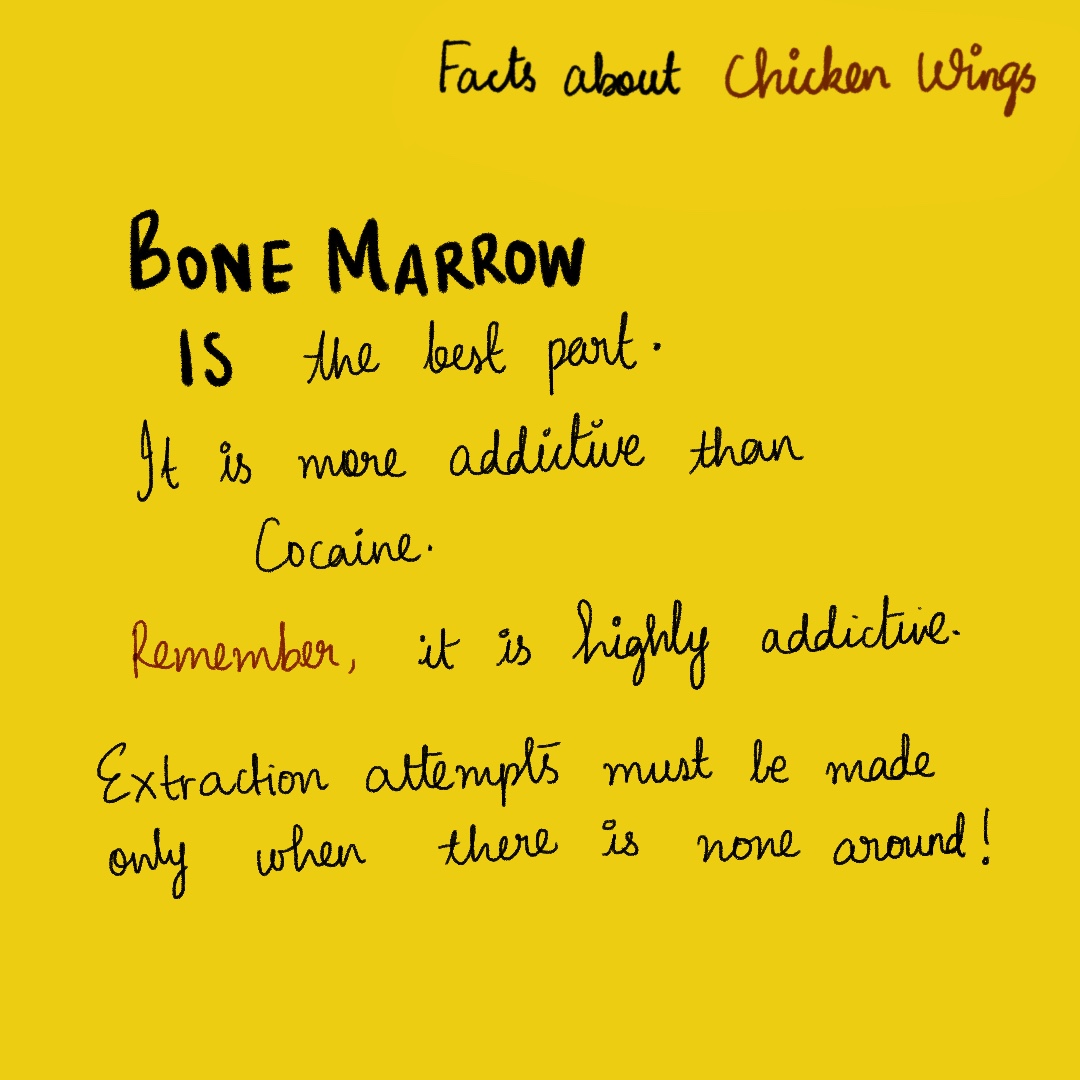 Facts about Chicken Wings
BONE MARROW
IS the best part.
It is more addictive than
Cocaine.
Remember, it is highly addictive.
Extraction attempts must be made
only when there is none around!